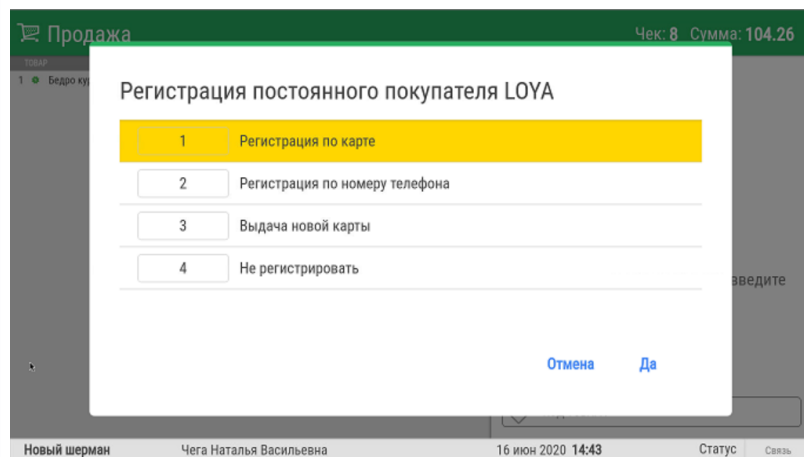 Продажа Чек: 8 Сумма: 104.26
ТОВАР
1 Бедро
Регистрация постоянного покупателя LOYA
1 Регистрация по карте
2 Регистрация по номеру телефона
3 Выдача новой карты
4 Не регистрировать
введите
Отмена Да
Новый шерман Чега Наталья Васильевна 16 июн 2020 14:43 Статус Связь